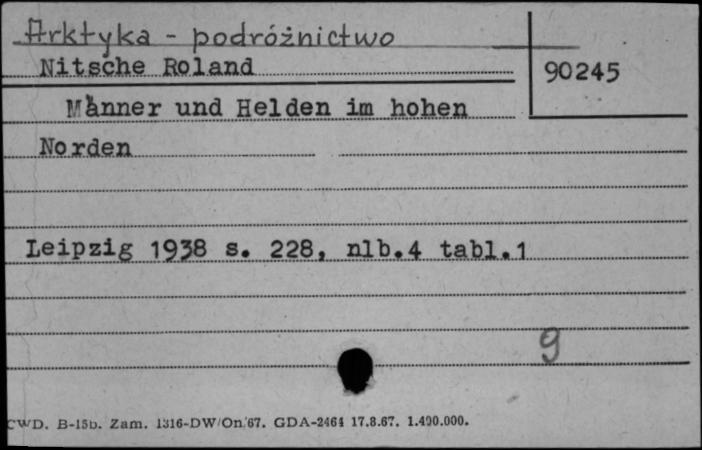 Arktyka - podróżnictwo
Nitsche Roland
90245
Männer und Helden im hohen
Norden
Leipzig 1938 s. 228, nlb.4 tabl.1
g
CWD. B-15b. Zam. 1316-DW/On/67. GDA-2464 17.8.67. 1.400.000.